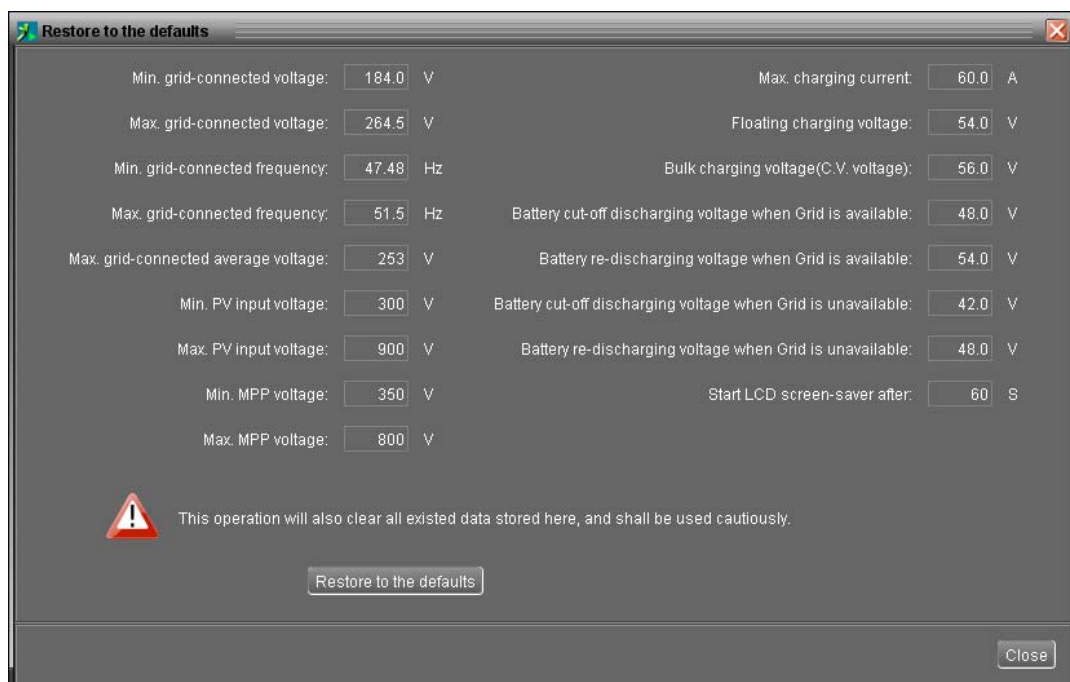 Restore to the defaults
Min. grid-connected voltage: 184.0 V
Max. grid-connected voltage: 264.5 V
Min. grid-connected frequency: 47.48 Hz
Max. grid-connected frequency: 51.5 Hz
Max. grid-connected average voltage: 253 V
Min. PV input voltage: 300 V
Max. PV input voltage: 900 V
Min. MPP voltage: 350 V
Max. MPP voltage: 800 V
Max. charging current: 60.0 A
Floating charging voltage: 54.0 V
Bulk charging voltage(C.V. voltage): 56.0 V
Battery cut-off discharging voltage when Grid is available: 48.0 V
Battery re-discharging voltage when Grid is available: 54.0 V
Battery cut-off discharging voltage when Grid is unavailable: 42.0 V
Battery re-discharging voltage when Grid is unavailable: 48.0 V
Start LCD screen-saver after: 60 S
This operation will also clear all existed data stored here, and shall be used cautiously.
Restore to the defaults
Close